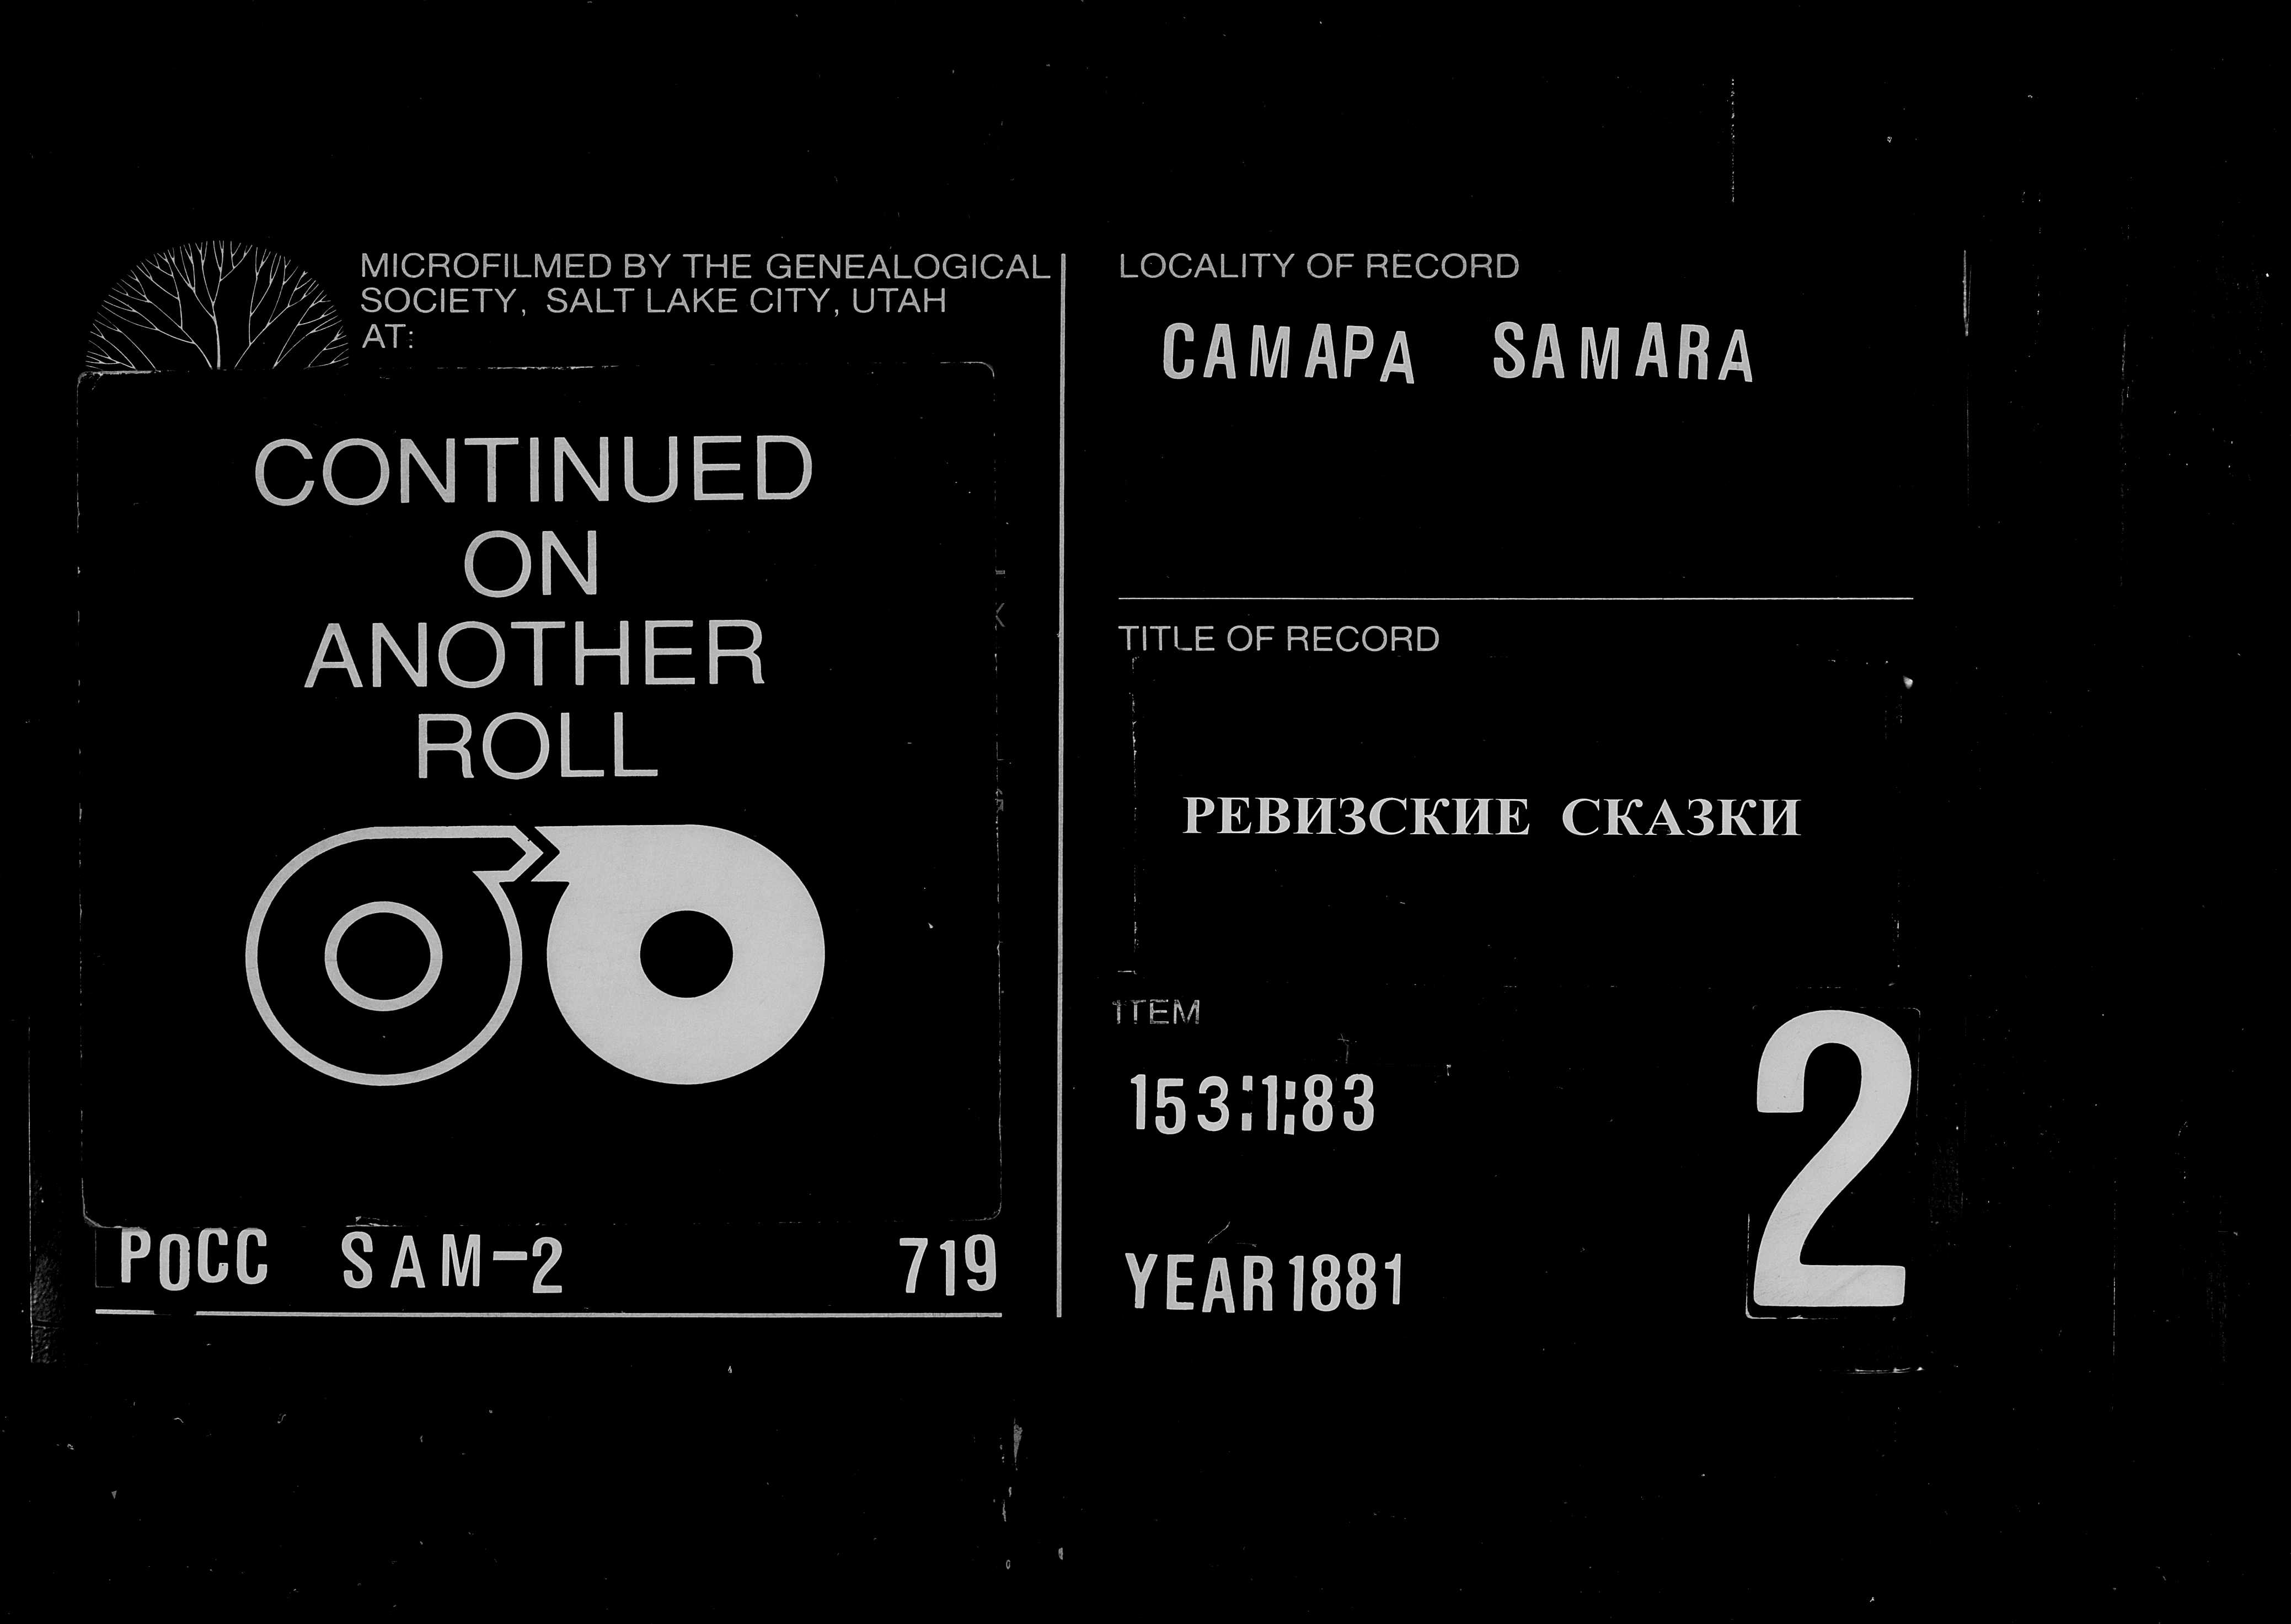 MICROFILMED BY THE GENEALOGICAL
SOCIETY, SALT LAKE CITY, UTAH
AT:
CONTINUED
ON
ANOTHER
ROLL
РоСС SAM-2 719
LOCALITY OF RECORD
САМАРА SAMARA
TITLE OF RECORD
РЕВИЗСКИЕ СКАЗКИ
ITEM
153:1:83
2
YEAR 1881